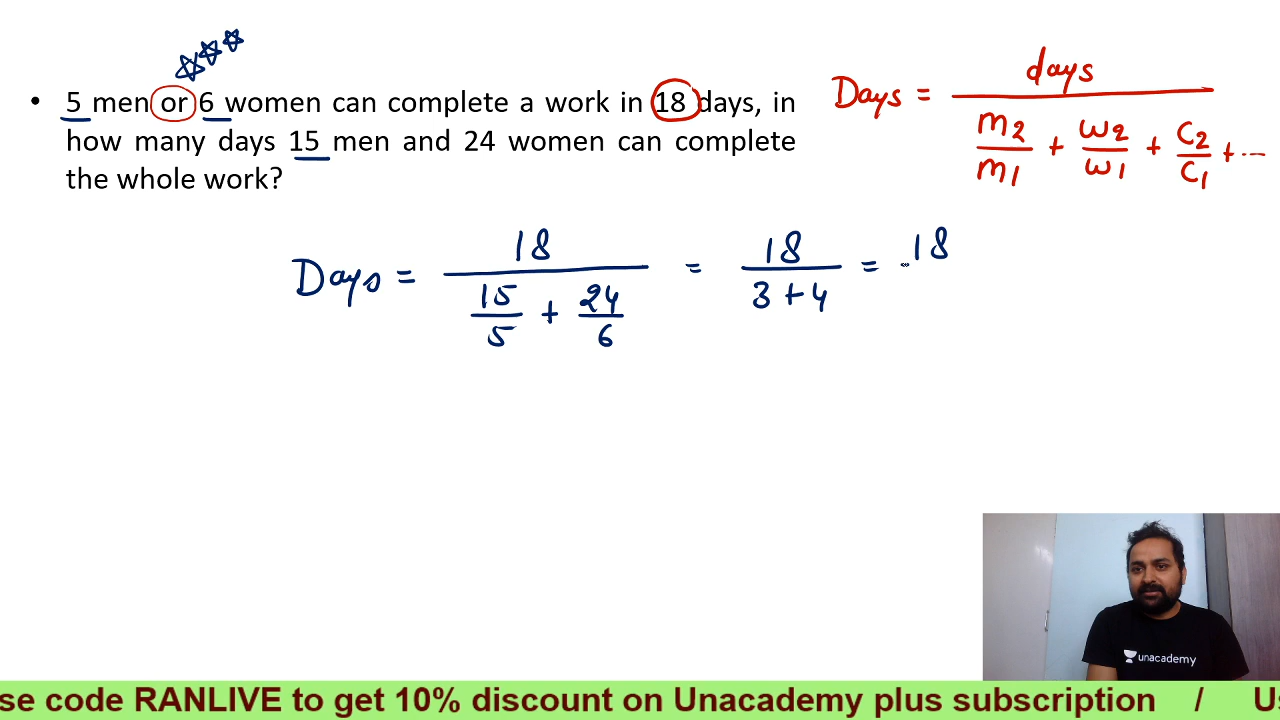 • 5 men or 6 women can complete a work in 18 days, in
how many days 15 men and 24 women can complete
the whole work?
Days = days / (m2/m1 + w2/w1 + c2/c1 + ...)
Days = 18 / (15/5 + 24/6) = 18 / (3+4) = 18
unacademy
se code RANLIVE to get 10% discount on Unacademy plus subscription / Us